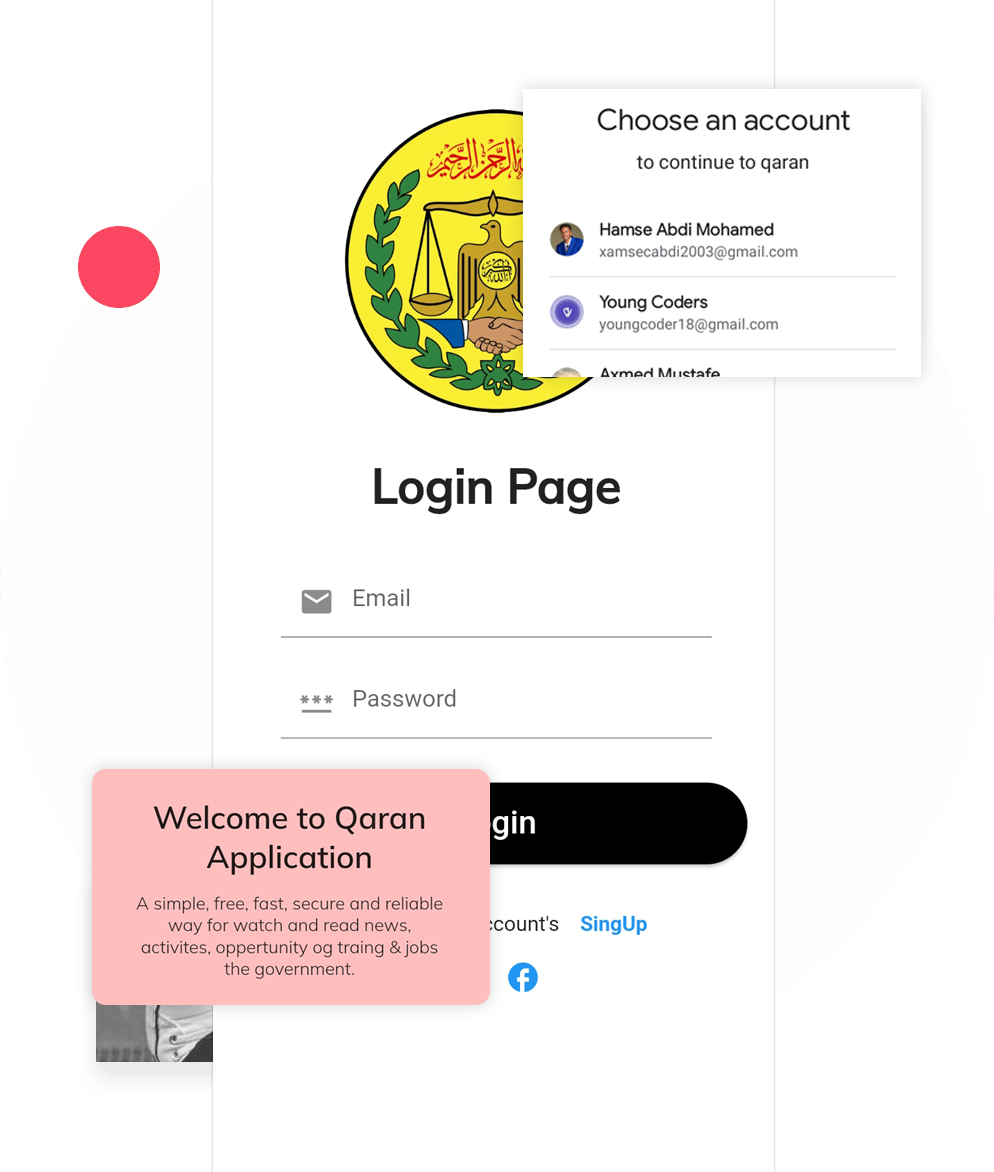 Choose an account
to continue to qaran
Hamse Abdi Mohamed
xamsecabdi2003@gmail.com
Young Coders
youngcoder18@gmail.com
Axmed Mustafe
Login Page
Email
***
Password
Welcome to Qaran
Application
A simple, free, fast, secure and reliable
way for watch and read news,
activites, oppertunity og traing & jobs
the government.
gin
ccount's SingUp